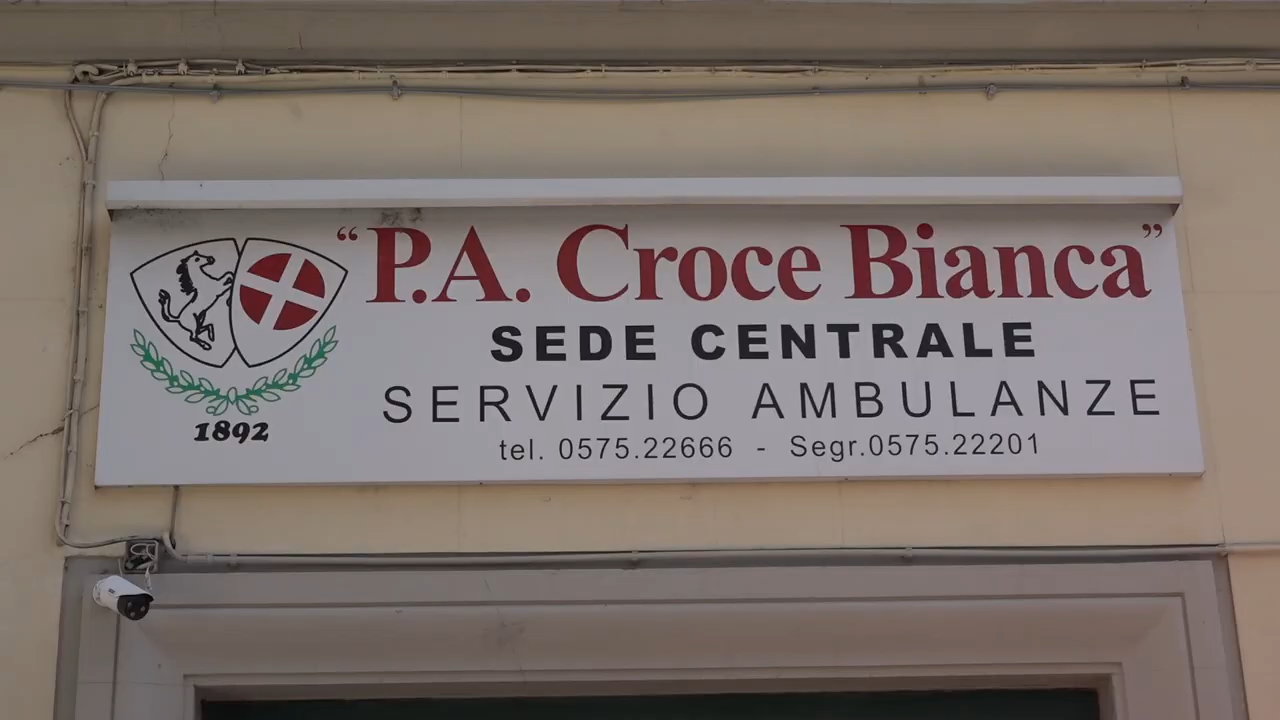 “P.A. Croce Bianca”
SEDE CENTRALE
SERVIZIO AMBULANZE
tel. 0575.22666 - Segr.0575.22201
1892